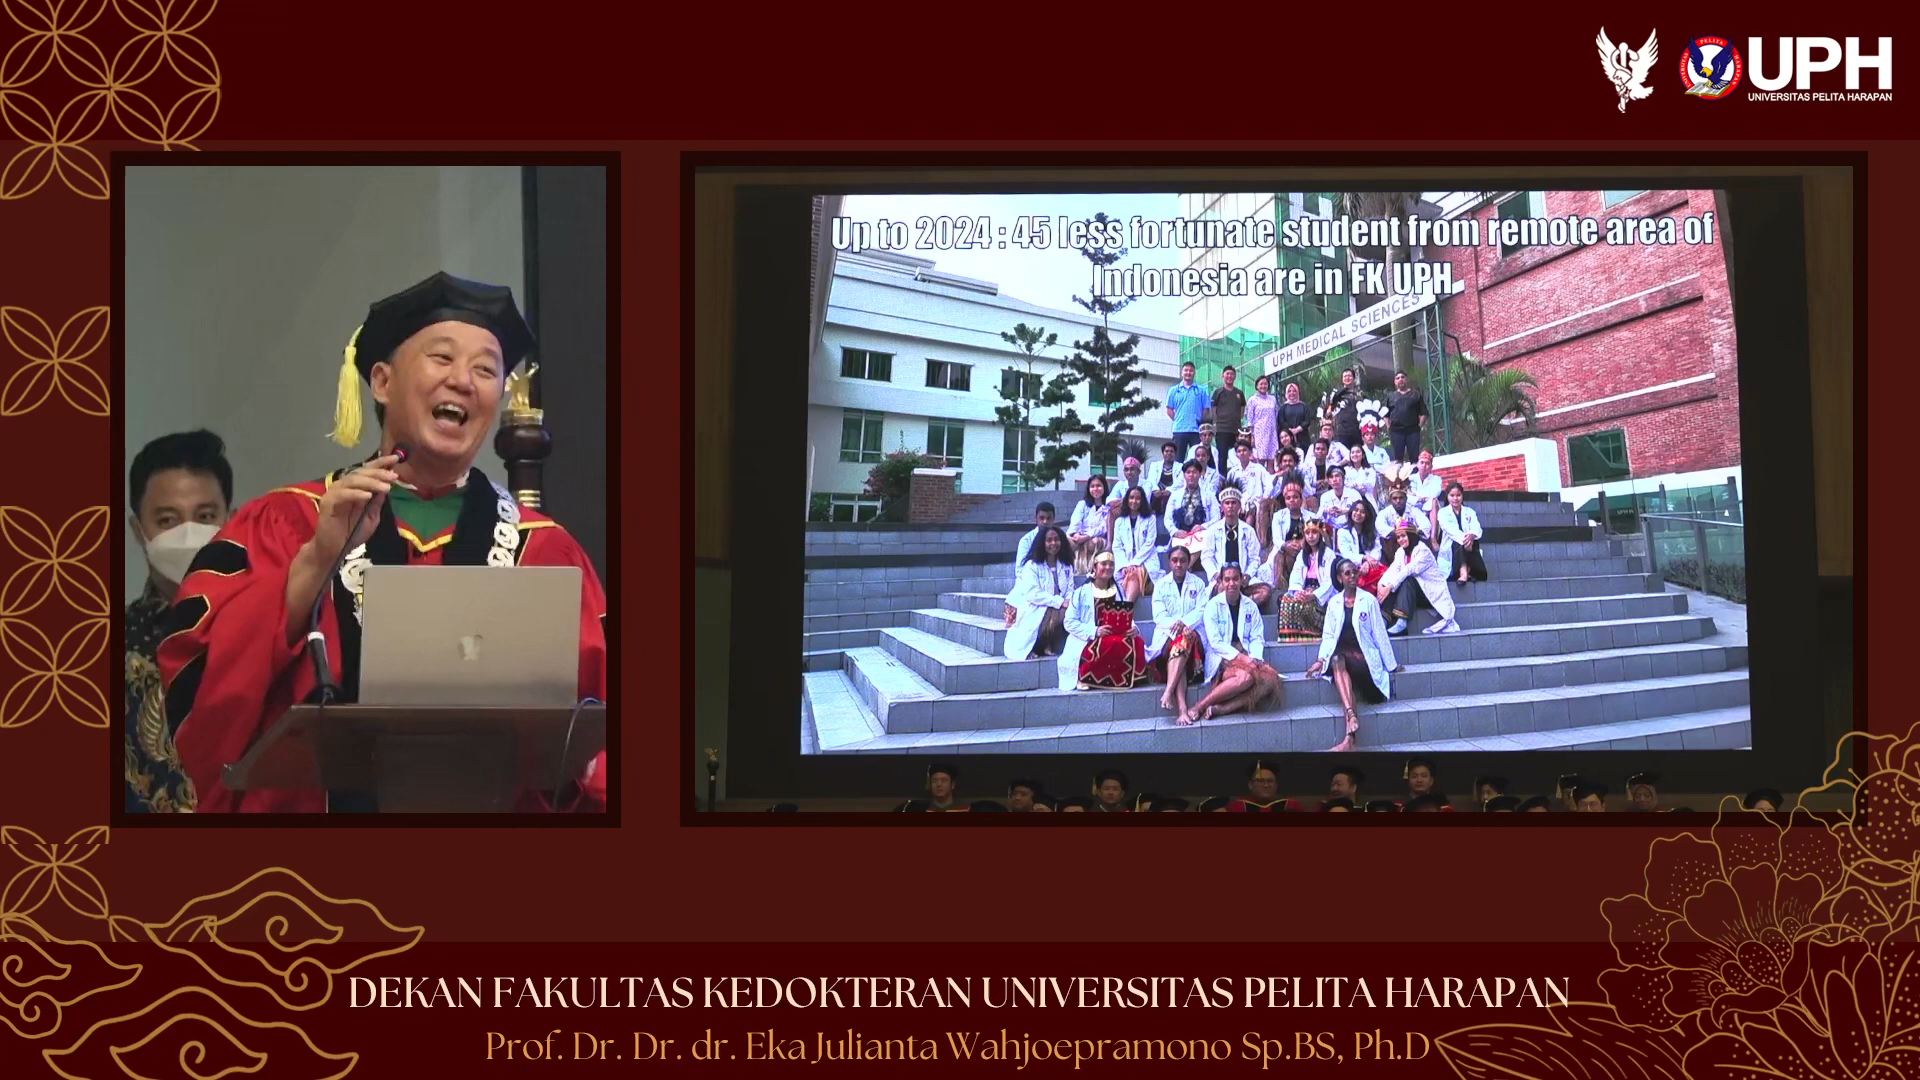 UPH
UNIVERSITAS PELITA HARAPAN
Up to 2024 : 45 less fortunate student from remote area of
Indonesia are in FK UPH
UPH MEDICAL SCIENCES
DEKAN FAKULTAS KEDOKTERAN UNIVERSITAS PELITA HARAPAN
Prof. Dr. Dr. dr. Eka Julianta Wahjoepramono Sp.BS, Ph.D